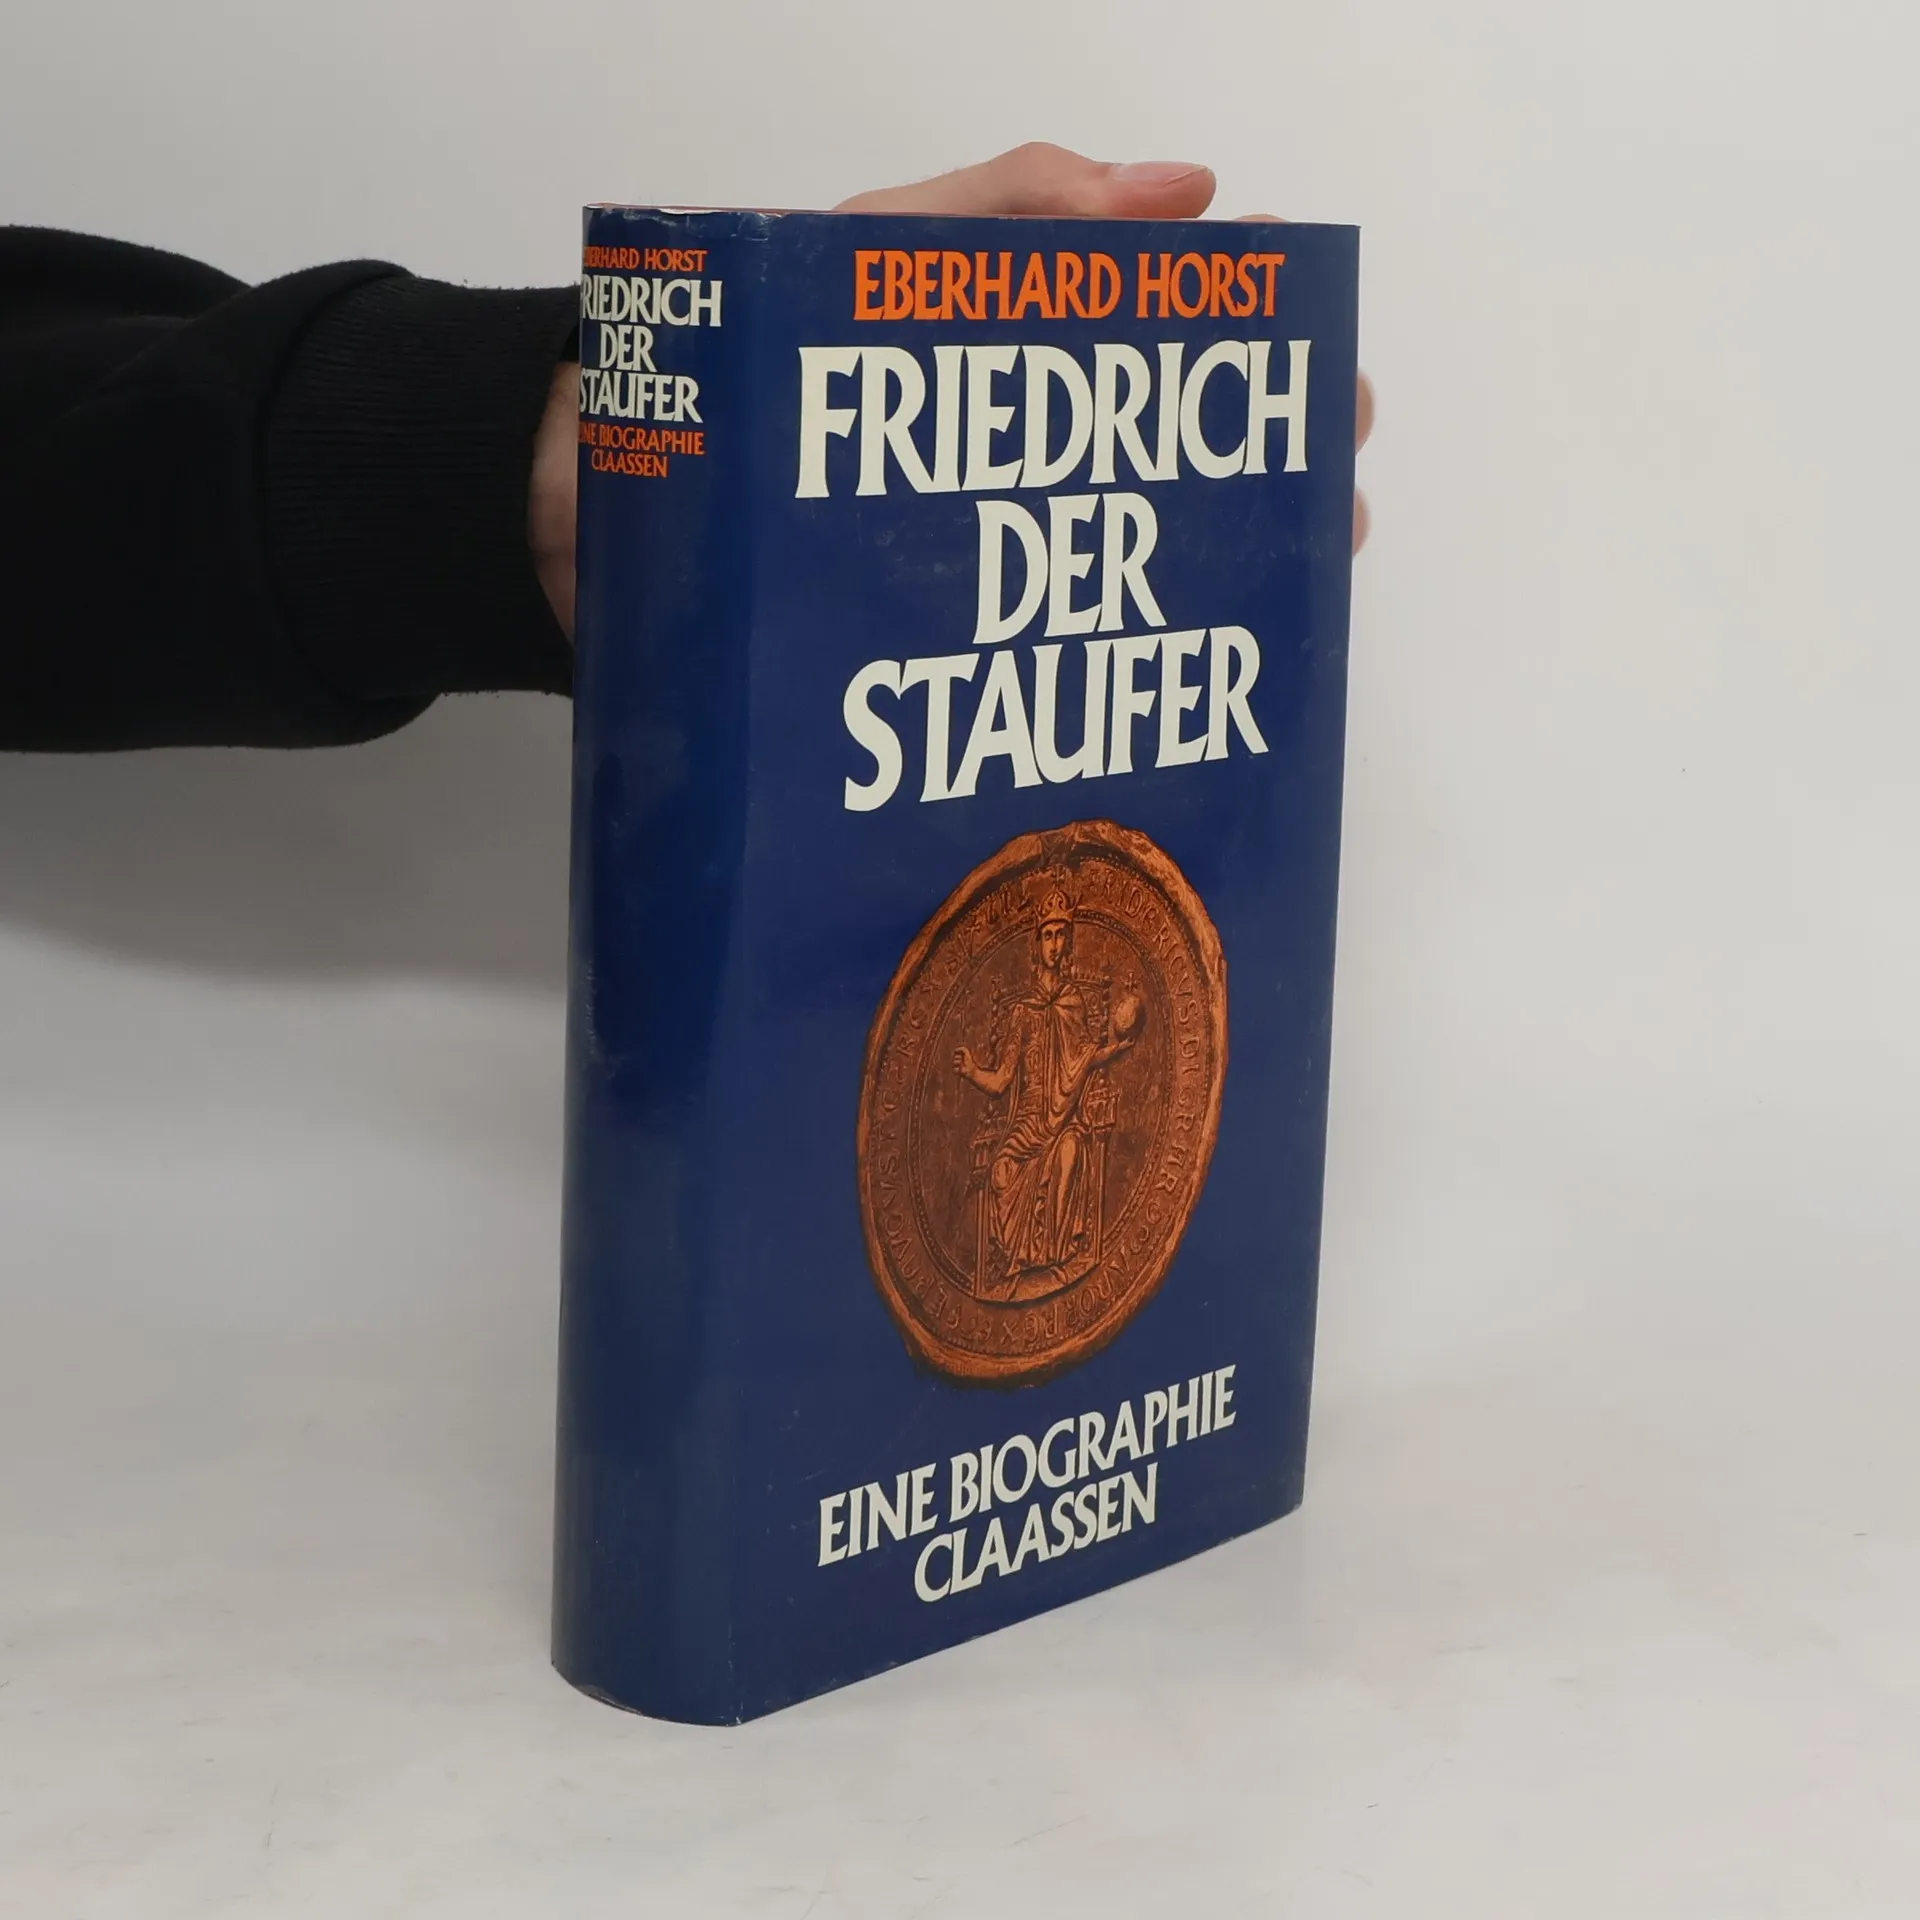 EBERHARD HORST
FRIEDRICH
DER
STAUFER
EINE BIOGRAPHIE
CLAASSEN
EBERHARD HORST
FRIEDRICH
DER
STAUFER
EINE BIOGRAPHIE
CLAASSEN